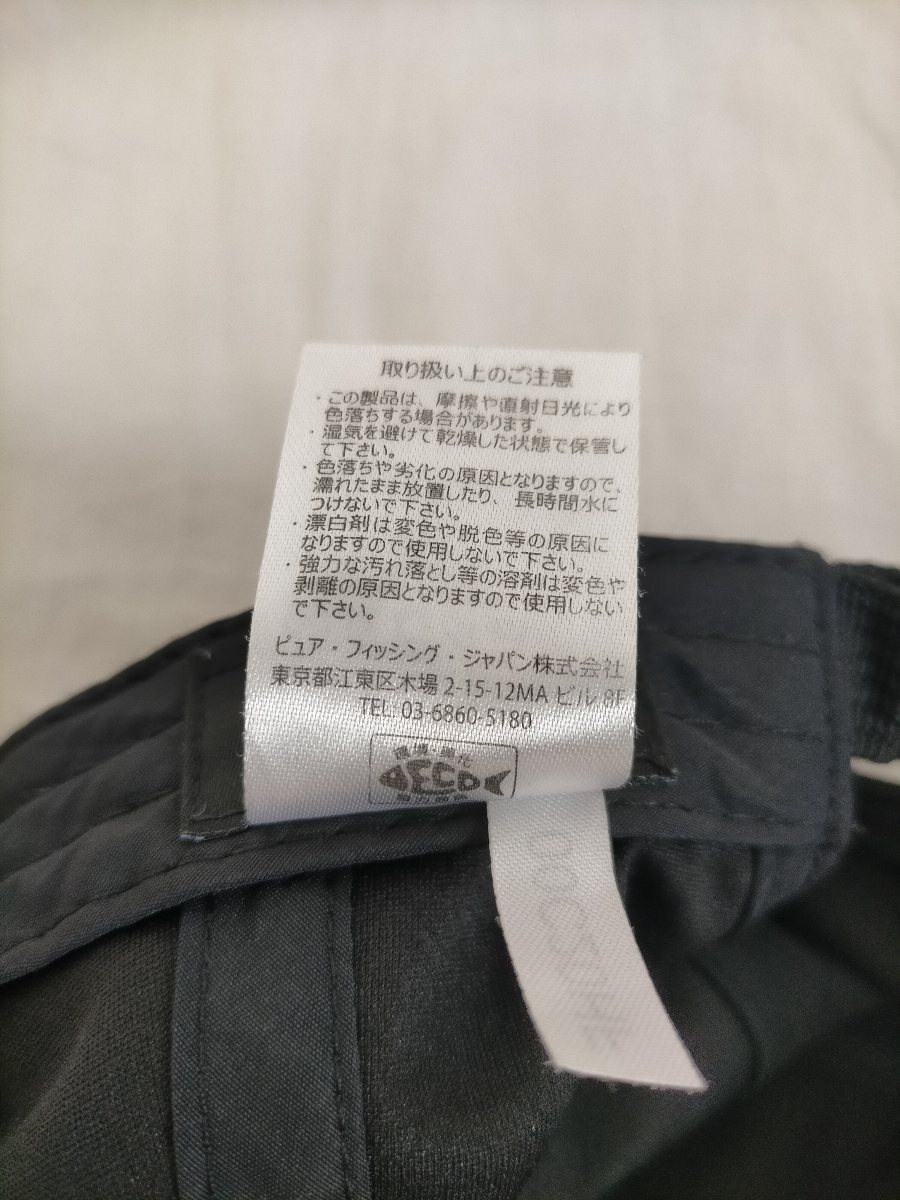 取り扱い上のご注意
・この製品は、摩擦や直射日光により
色落ちする場合があります。
・湿気を避けて乾燥した状態で保管し
て下さい。
・色落ちや劣化の原因となりますので、
濡れたまま放置したり、長時間水に
つけないで下さい。
・漂白剤は変色や脱色等の原因に
なりますので使用しないで下さい。
・強力な汚れ落とし等の溶剤は変色や
剥離の原因となりますので使用しない
で下さい。
ピュア・フィッシング・ジャパン株式会社
東京都江東区木場 2-15-12MA ビル 8F
TEL: 03-6860-5180
環境・美化
ECO